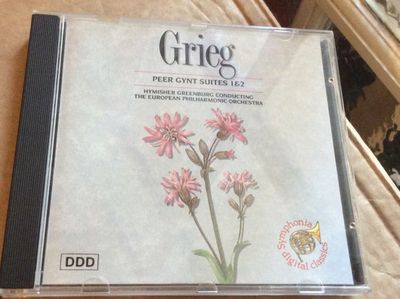 Grieg
PEER GYNT SUITES 1&2
HYMISHER GREENBURG CONDUCTING
THE EUROPEAN PHILHARMONIC ORCHESTRA
DDD
Symphonia
digital classics